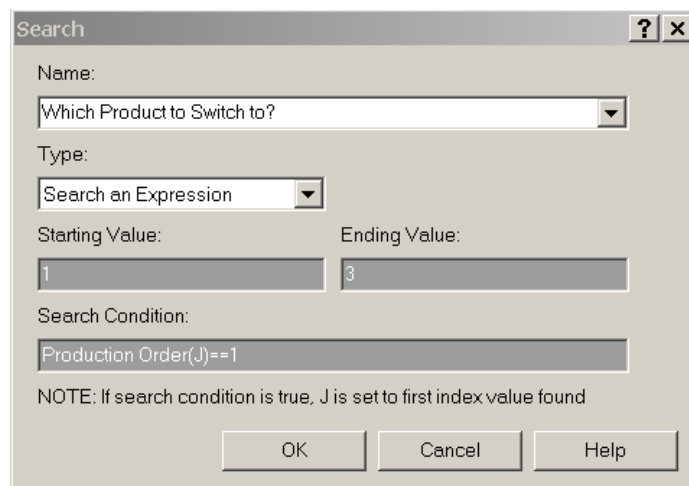 Search
Name:
Which Product to Switch to?
Type:
Search an Expression
Starting Value: Ending Value:
1 3
Search Condition:
Production Order(J)==1
NOTE: If search condition is true, J is set to first index value found
OK Cancel Help